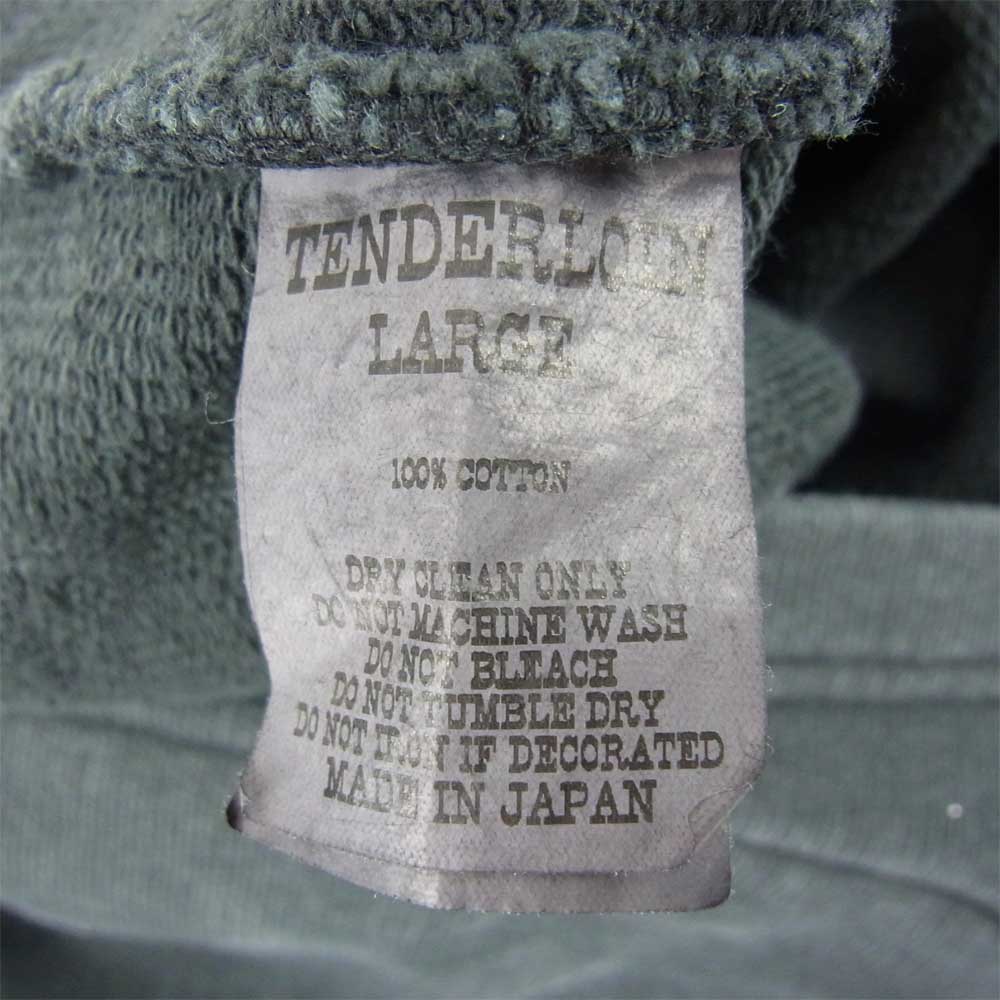 TENDERLOIN
LARGE
100% COTTON
DRY CLEAN ONLY
DO NOT MACHINE WASH
DO NOT BLEACH
DO NOT TUMBLE DRY
DO NOT IRON IF DECORATED
MADE IN JAPAN